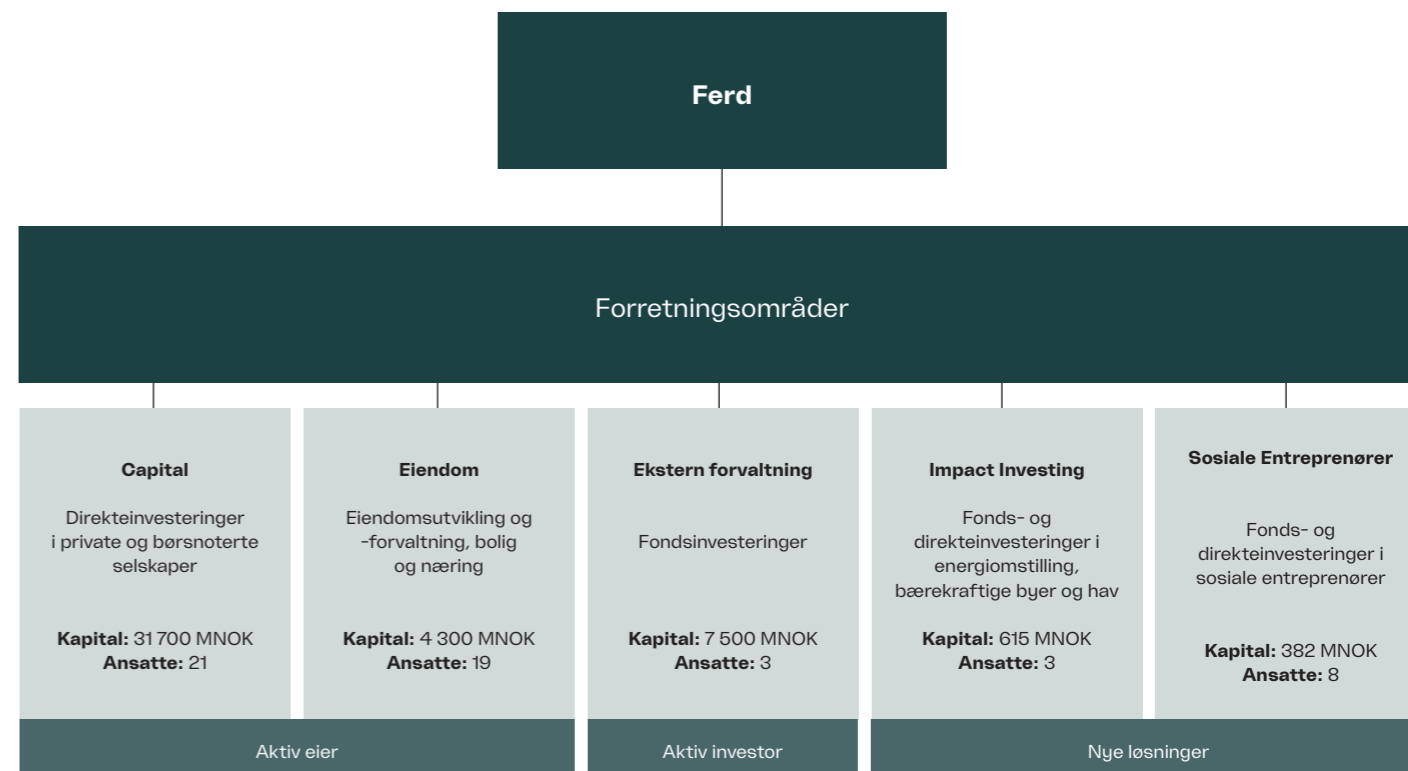 Ferd
Forretningsområder
Capital
Direkteinvesteringer
i private og børsnoterte
selskaper
Kapital: 31 700 MNOK
Ansatte: 21
Eiendom
Eiendomsutvikling og
-forvaltning, bolig
og næring
Kapital: 4 300 MNOK
Ansatte: 19
Ekstern forvaltning
Fondsinvesteringer
Kapital: 7 500 MNOK
Ansatte: 3
Impact Investing
Fonds- og
direkteinvesteringer i
energiomstilling,
bærekraftige byer og hav
Kapital: 615 MNOK
Ansatte: 3
Sosiale Entreprenører
Fonds- og
direkteinvesteringer i
sosiale entreprenører
Kapital: 382 MNOK
Ansatte: 8
Aktiv eier
Aktiv investor
Nye løsninger